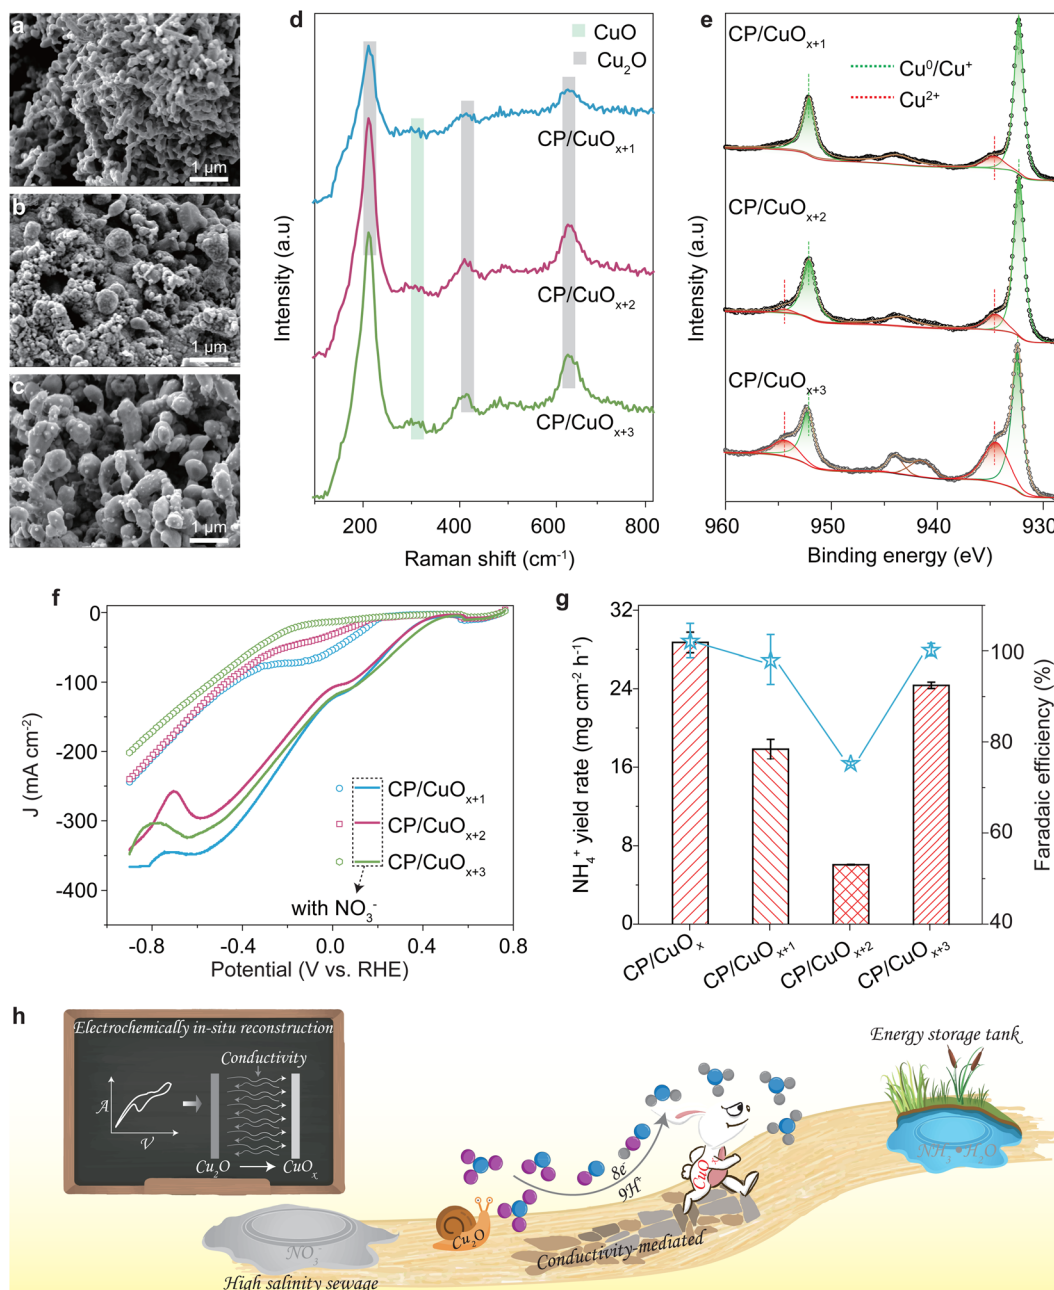 a
1 µm
b
1 µm
c
1 µm
d
CuO
Cu₂O
CP/CuOₓ₊₁
CP/CuOₓ₊₂
CP/CuOₓ₊₃
Intensity (a.u)
200
400
600
800
Raman shift (cm⁻¹)
e
CP/CuOₓ₊₁
Cu⁰/Cu⁺
Cu²⁺
CP/CuOₓ₊₂
CP/CuOₓ₊₃
Intensity (a.u)
960
950
940
930
Binding energy (eV)
f
0
-100
-200
-300
-400
J (mA cm⁻²)
CP/CuOₓ₊₁
CP/CuOₓ₊₂
CP/CuOₓ₊₃
with NO₃⁻
-0.8
-0.4
0.0
0.4
0.8
Potential (V vs. RHE)
g
32
24
16
8
0
NH₄⁺ yield rate (mg cm⁻² h⁻¹)
100
80
60
40
Faradaic efficiency (%)
CP/CuOₓ
CP/CuOₓ₊₁
CP/CuOₓ₊₂
CP/CuOₓ₊₃
h
Electrochemically in-situ reconstruction
Conductivity
A
V
Cu₂O
CuOₓ
Energy storage tank
NH₃•H₂O
8e⁻
9H⁺
CuOₓ
Cu₂O
Conductivity-mediated
NO₃⁻
High salinity sewage